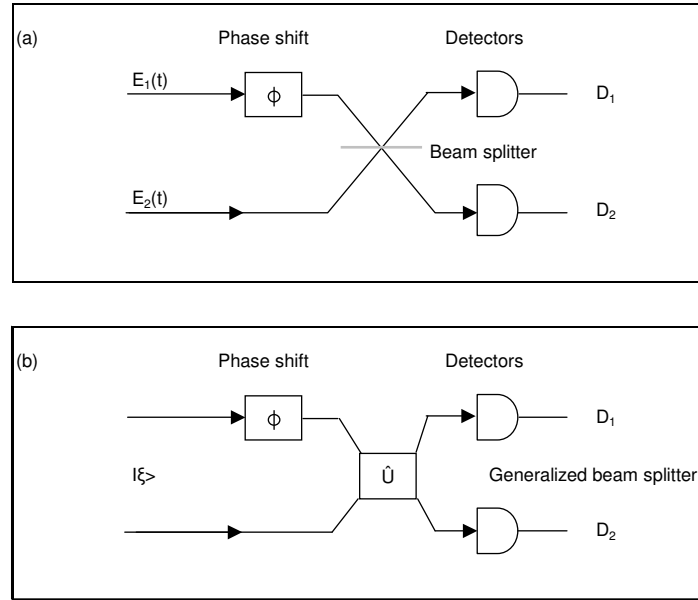 (a)
Phase shift
Detectors
E₁(t)
ϕ
D₁
Beam splitter
E₂(t)
D₂
(b)
Phase shift
Detectors
ϕ
D₁
Iξ>
Û
Generalized beam splitter
D₂